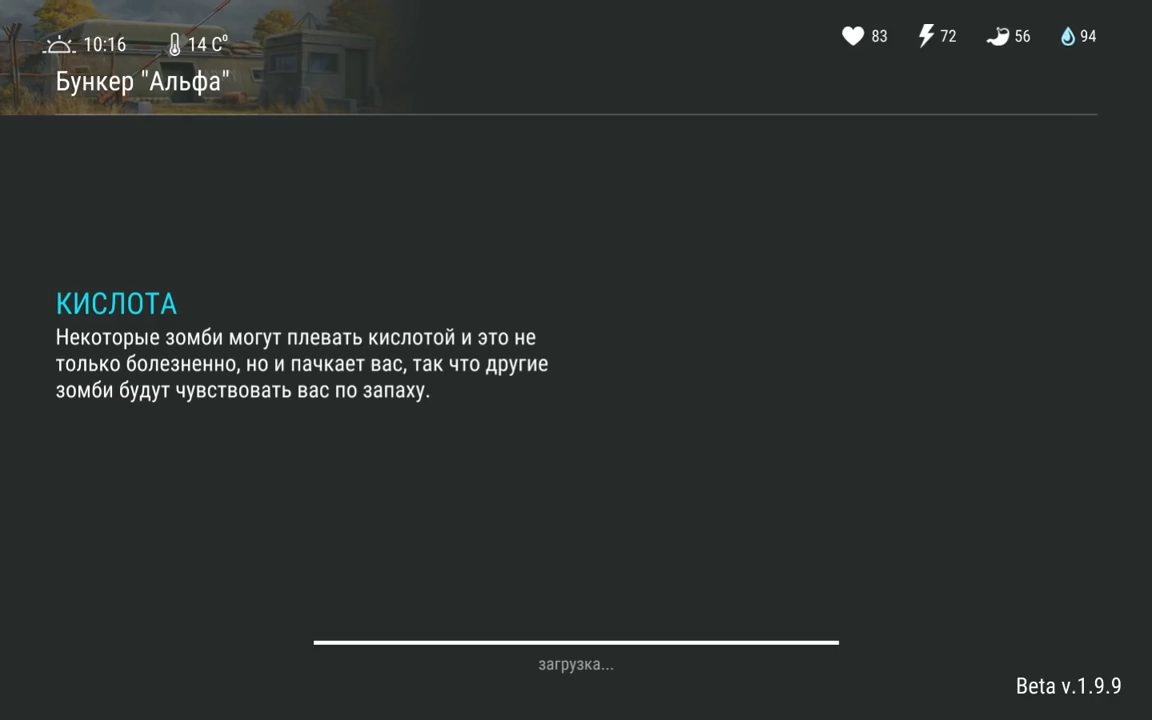 10:16 14 C⁰
83 72 56 94
Бункер "Альфа"
КИСЛОТА
Некоторые зомби могут плевать кислотой и это не
только болезненно, но и пачкает вас, так что другие
зомби будут чувствовать вас по запаху.
загрузка...
Beta v.1.9.9